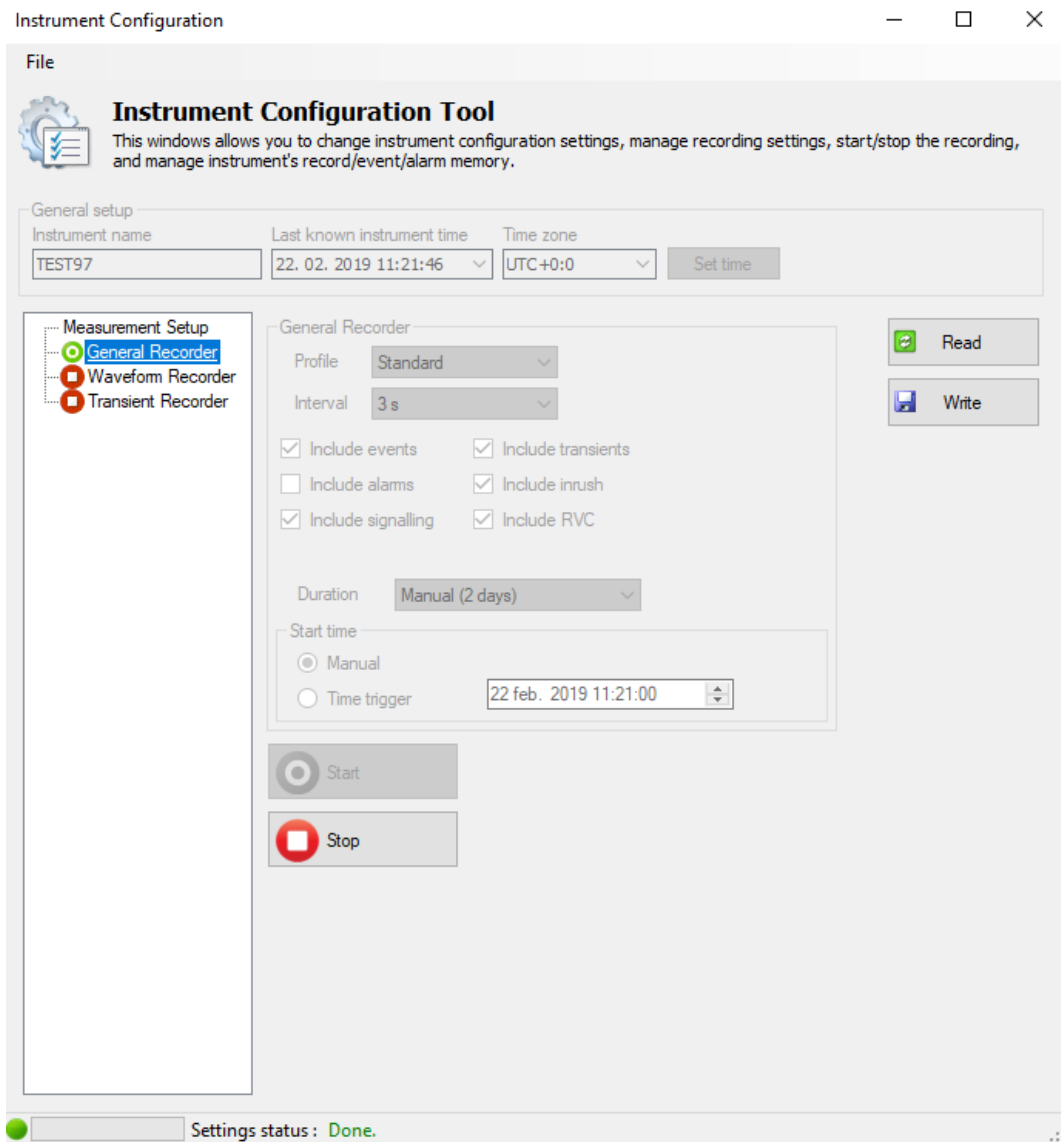 Instrument Configuration
File
Instrument Configuration Tool
This windows allows you to change instrument configuration settings, manage recording settings, start/stop the recording,
and manage instrument's record/event/alarm memory.
General setup
Instrument name Last known instrument time Time zone
TEST97 22. 02. 2019 11:21:46 UTC+0:0 Set time
Measurement Setup
General Recorder
Waveform Recorder
Transient Recorder
General Recorder
Profile Standard
Interval 3 s
Include events Include transients
Include alarms Include inrush
Include signalling Include RVC
Duration Manual (2 days)
Start time
Manual
Time trigger 22 feb. 2019 11:21:00
Start
Stop
Read
Write
Settings status : Done.